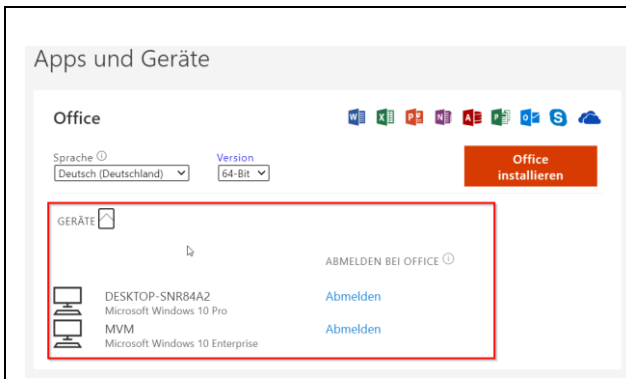 Apps und Geräte
Office
Sprache
Version
Deutsch (Deutschland)
64-Bit
Office
installieren
GERÄTE
ABMELDEN BEI OFFICE
DESKTOP-SNR84A2
Abmelden
Microsoft Windows 10 Pro
MVM
Abmelden
Microsoft Windows 10 Enterprise